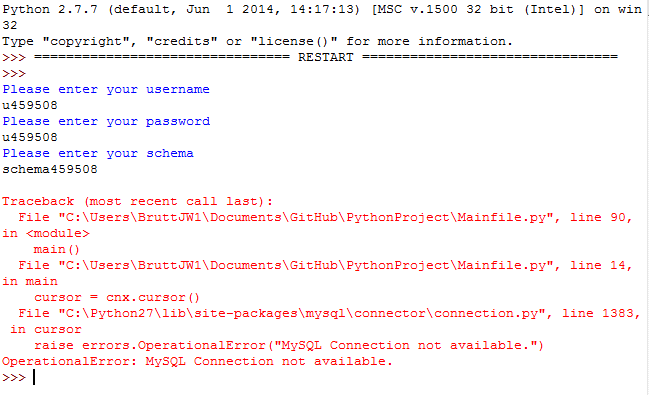 Python 2.7.7 (default, Jun  1 2014, 14:17:13) [MSC v.1500 32 bit (Intel)] on win
32
Type "copyright", "credits" or "license()" for more information.
>>> ================================ RESTART ================================
>>>
Please enter your username
u459508
Please enter your password
u459508
Please enter your schema
schema459508

Traceback (most recent call last):
  File "C:\Users\BruttJW1\Documents\GitHub\PythonProject\Mainfile.py", line 90,
in <module>
    main()
  File "C:\Users\BruttJW1\Documents\GitHub\PythonProject\Mainfile.py", line 14,
in main
    cursor = cnx.cursor()
  File "C:\Python27\lib\site-packages\mysql\connector\connection.py", line 1383,
 in cursor
    raise errors.OperationalError("MySQL Connection not available.")
OperationalError: MySQL Connection not available.
>>>